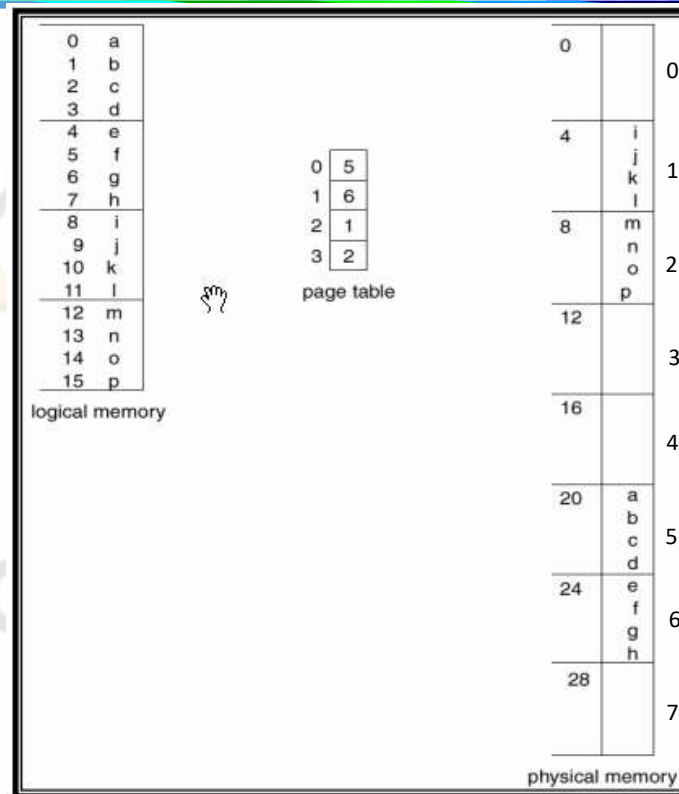 0 a
1 b
2 c
3 d
4 e
5 f
6 g
7 h
8 i
9 j
10 k
11 l
12 m
13 n
14 o
15 p
logical memory
0 5
1 6
2 1
3 2
page table
0
0
4 i
j
k
l
1
8 m
n
o
p
2
12
3
16
4
20 a
b
c
d
5
24 e
f
g
h
6
28
7
physical memory